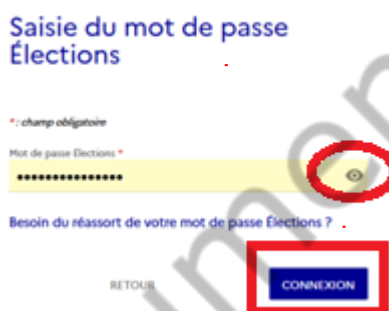 Saisie du mot de passe
Élections
* : champ obligatoire
Mot de passe Élections *
•••••••••••••••
Besoin du réassort de votre mot de passe Élections ?
RETOUR
CONNEXION